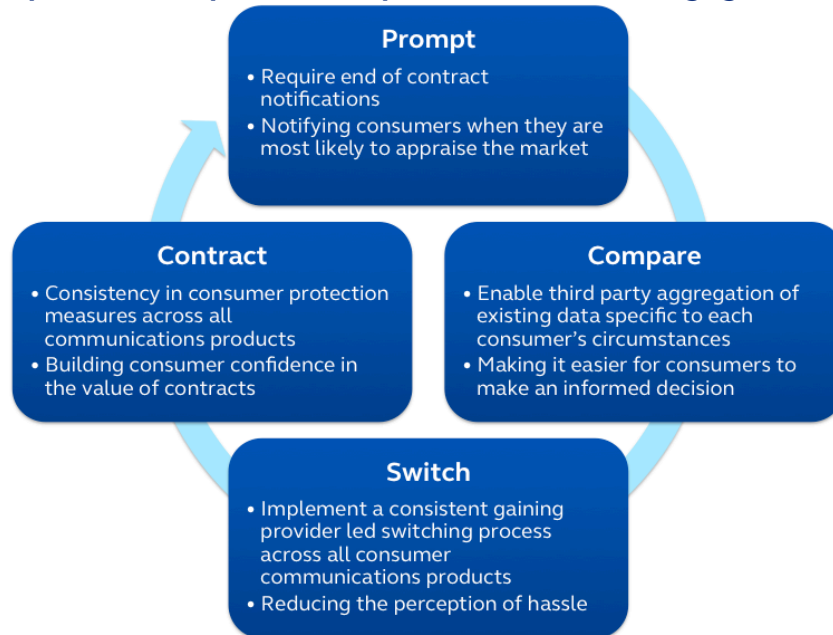 Prompt
• Require end of contract
notifications
• Notifying consumers when they are
most likely to appraise the market
Contract
• Consistency in consumer protection
measures across all
communications products
• Building consumer confidence in
the value of contracts
Compare
• Enable third party aggregation of
existing data specific to each
consumer's circumstances
• Making it easier for consumers to
make an informed decision
Switch
• Implement a consistent gaining
provider led switching process
across all consumer
communications products
• Reducing the perception of hassle